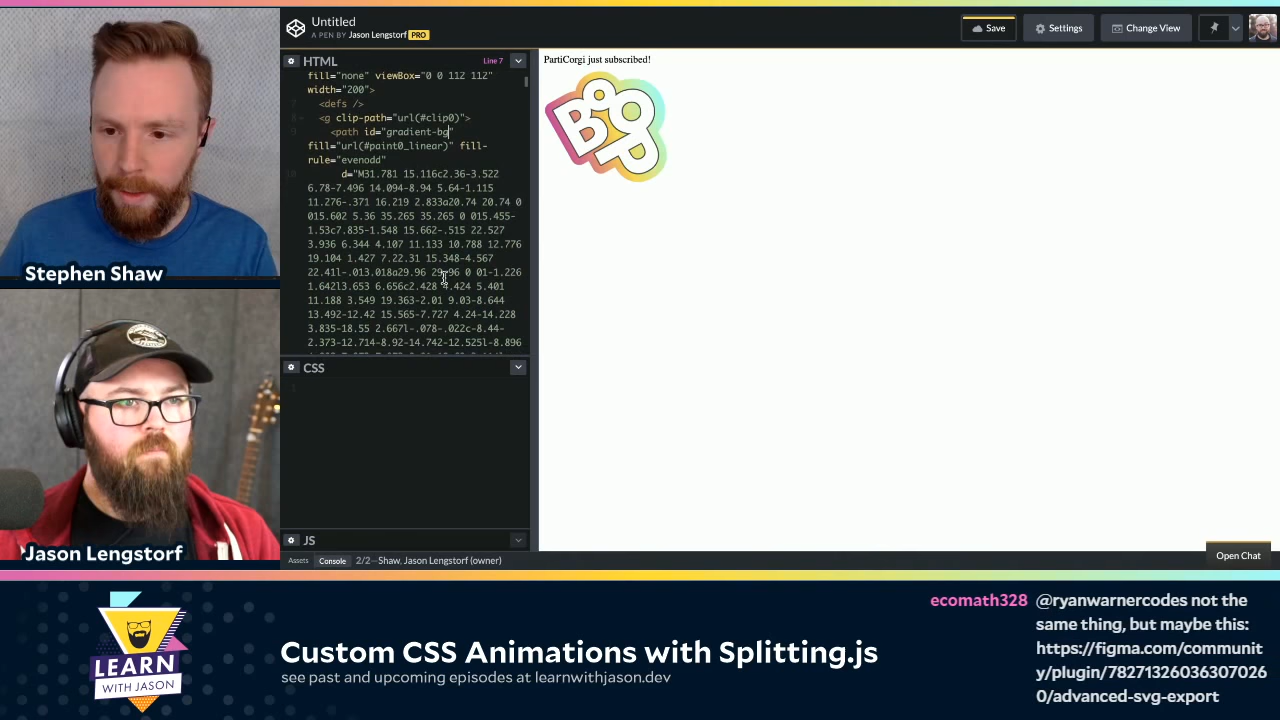 Untitled
A PEN BY Jason Lengstorf PRO
Save
Settings
Change View
HTML
Line 7
fill="none" viewBox="0 0 112 112"
width="200">
7 <defs />
8 <g clip-path="url(#clip0)">
9 <path id="gradient-bg"
fill="url(#paint0_linear)" fill-
rule="evenodd"
10 d="M31.781 15.116c2.36-3.522
6.78-7.496 14.094-8.94 5.64-1.115
11.276-.371 16.219 2.833a20.74 20.74 0
015.602 5.36 35.265 35.265 0 015.455-
1.53c7.835-1.548 15.662-.515 22.527
3.936 6.344 4.107 11.133 10.788 12.776
19.104 1.427 7.22.31 15.348-4.567
22.41l-.013.018a29.96 29.96 0 01-1.226
1.642l3.653 6.656c2.428 4.424 5.401
11.188 3.549 19.363-2.01 9.03-8.644
13.492-12.42 15.565-7.727 4.24-14.228
3.835-18.55 2.667l-.078-.022c-8.44-
2.373-12.714-8.92-14.742-12.525l-8.896
CSS
1
JS
Assets Console 2/2—Shaw, Jason Lengstorf (owner)
PartiCorgi just subscribed!
Big
Open Chat
Stephen Shaw
Jason Lengstorf
LEARN
WITH JASON
Custom CSS Animations with Splitting.js
see past and upcoming episodes at learnwithjason.dev
ecomath328 @ryanwarnercodes not the
same thing, but maybe this:
https://figma.com/communit
y/plugin/78271326036307026
0/advanced-svg-export